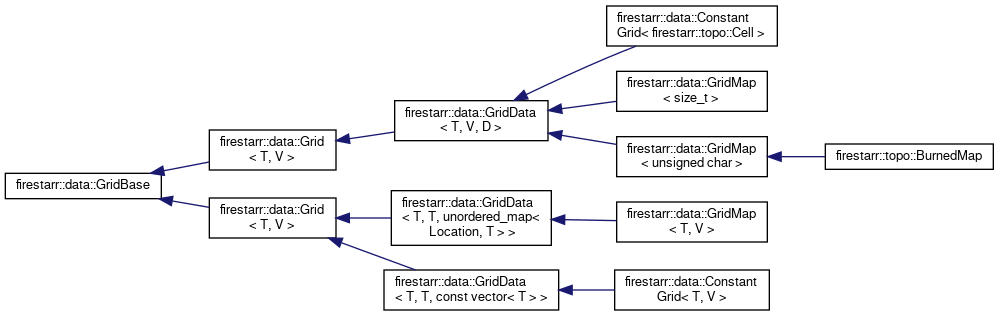 firestarr::data::Constant
Grid< firestarr::topo::Cell >
firestarr::data::GridMap
< size_t >
firestarr::data::GridData
< T, V, D >
firestarr::data::Grid
< T, V >
firestarr::data::GridMap
< unsigned char >
firestarr::topo::BurnedMap
firestarr::data::GridBase
firestarr::data::Grid
< T, V >
firestarr::data::GridData
< T, T, unordered_map<
Location, T > >
firestarr::data::GridMap
< T, V >
firestarr::data::GridData
< T, T, const vector< T > >
firestarr::data::Constant
Grid< T, V >